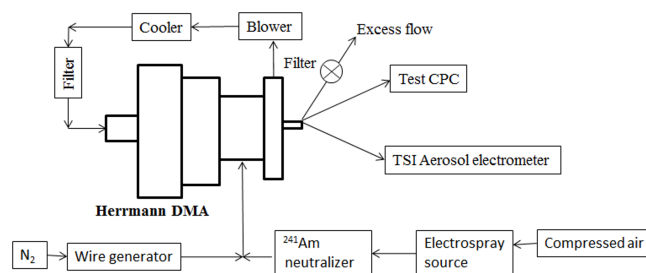 Cooler
Blower
Excess flow
Filter
Filter
Test CPC
TSI Aerosol electrometer
Herrmann DMA
N₂
Wire generator
²⁴¹Am
neutralizer
Electrospray
source
Compressed air